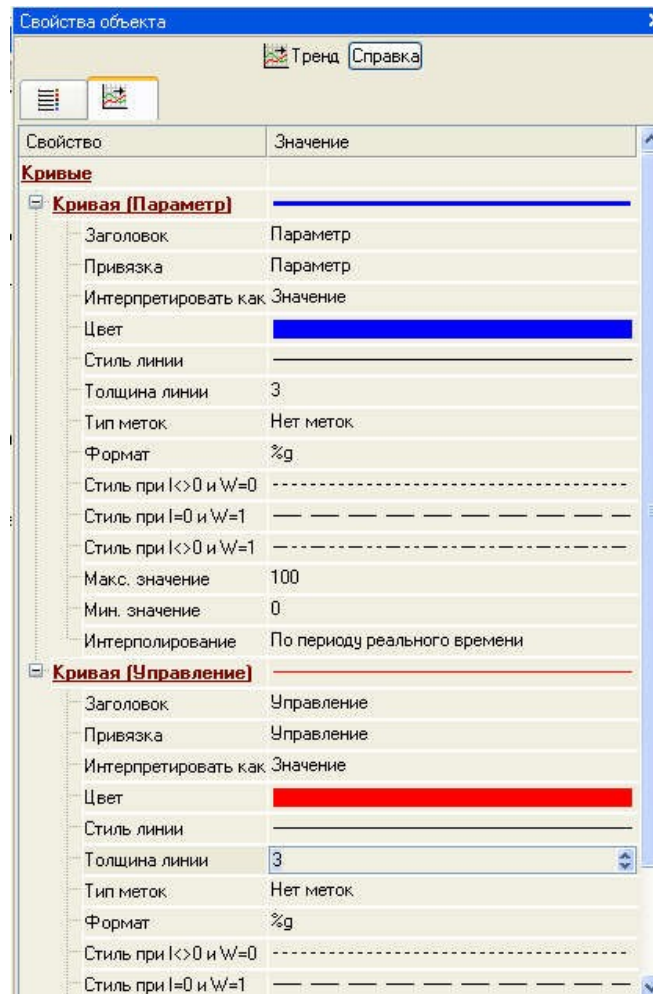 Свойства объекта
Тренд Справка
Свойство Значение
Кривые
Кривая (Параметр)
Заголовок Параметр
Привязка Параметр
Интерпретировать как Значение
Цвет
Стиль линии
Толщина линии 3
Тип меток Нет меток
Формат %g
Стиль при I<>0 и W=0
Стиль при I=0 и W=1
Стиль при I<>0 и W=1
Макс. значение 100
Мин. значение 0
Интерполирование По периоду реального времени
Кривая (Управление)
Заголовок Управление
Привязка Управление
Интерпретировать как Значение
Цвет
Стиль линии
Толщина линии 3
Тип меток Нет меток
Формат %g
Стиль при I<>0 и W=0
Стиль при I=0 и W=1